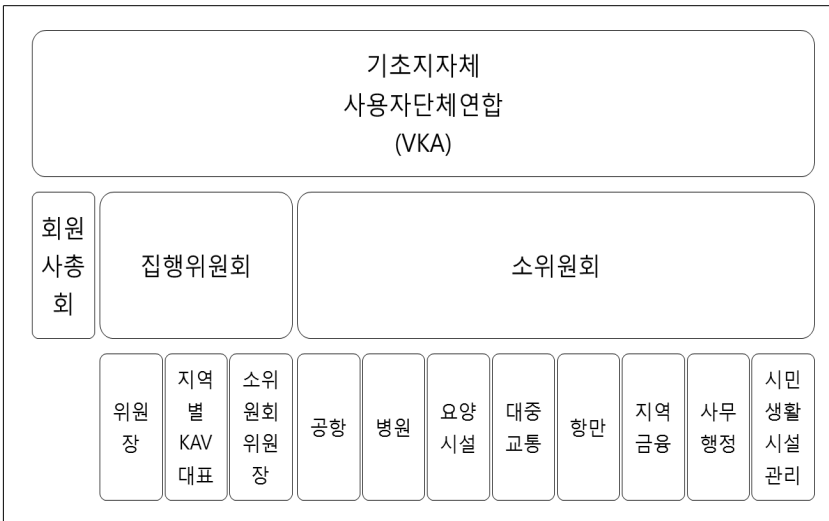 기초지자체
사용자단체연합
(VKA)
회원
사총
회
집행위원회
소위원회
위원
장
지역
별
KAV
대표
소위
원회
위원
장
공항
병원
요양
시설
대중
교통
항만
지역
금융
사무
행정
시민
생활
시설
관리